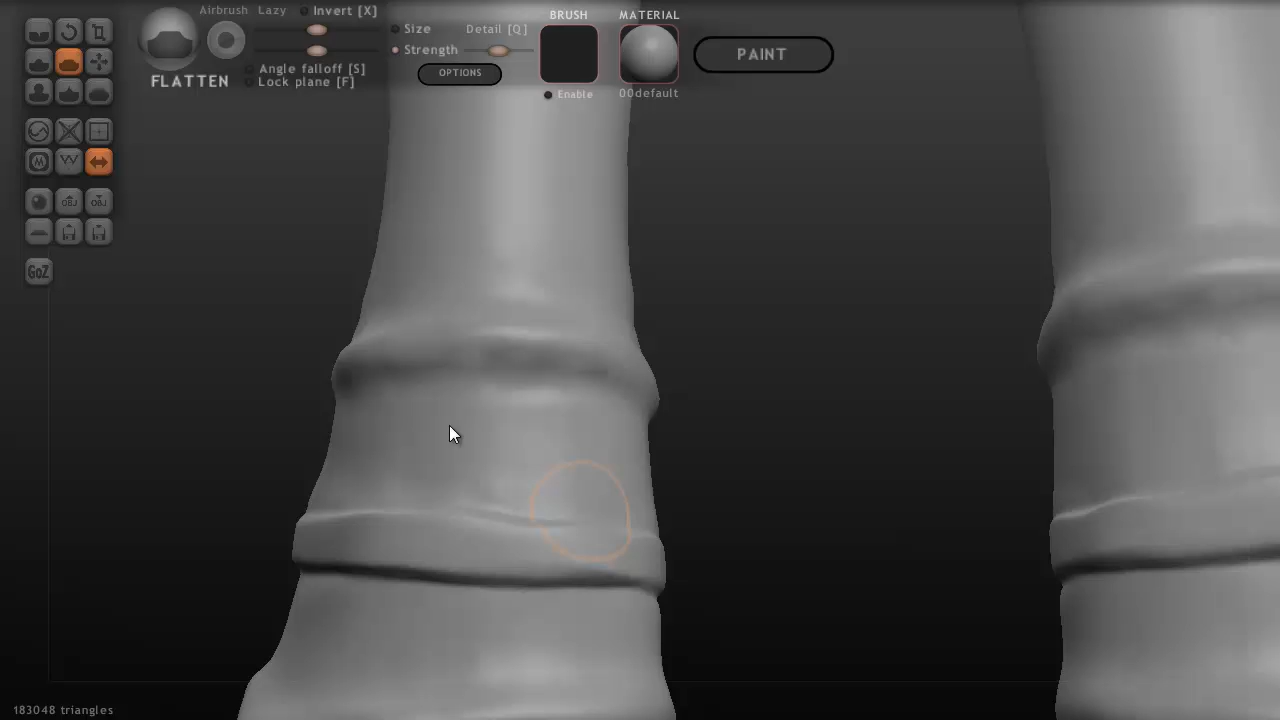 Airbrush Lazy Invert [X]
Size Detail [Q]
Strength
Angle falloff [S]
Lock plane [F]
FLATTEN
OPTIONS
BRUSH
Enable
MATERIAL
00default
PAINT
OBJ OBJ
GoZ
183048 triangles